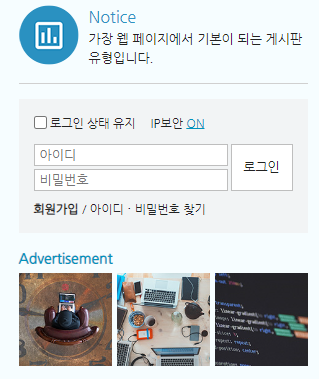 Notice
가장 웹 페이지에서 기본이 되는 게시판
유형입니다.
로그인 상태 유지 IP보안 ON
아이디
비밀번호
로그인
회원가입 / 아이디 · 비밀번호 찾기
Advertisement